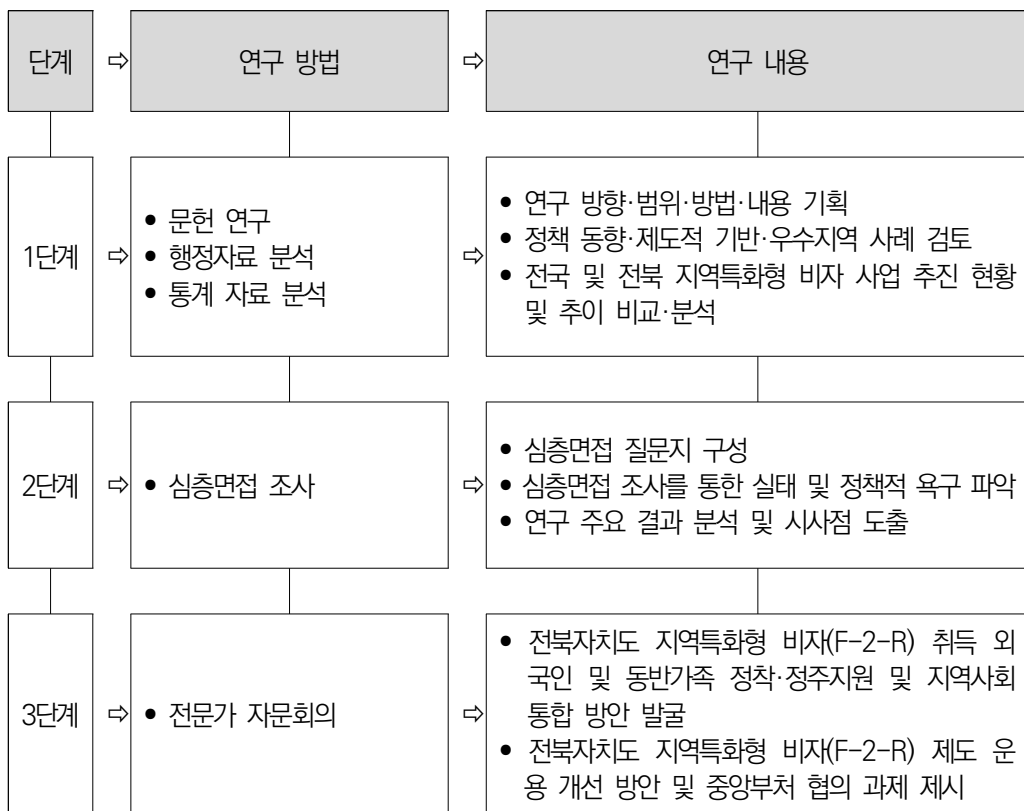 단계 ⇨ 연구 방법 ⇨ 연구 내용
1단계 ⇨
• 문헌 연구
• 행정자료 분석
• 통계 자료 분석
⇨
• 연구 방향·범위·방법·내용 기획
• 정책 동향·제도적 기반·우수지역 사례 검토
• 전국 및 전북 지역특화형 비자 사업 추진 현황
및 추이 비교·분석
2단계 ⇨
• 심층면접 조사
⇨
• 심층면접 질문지 구성
• 심층면접 조사를 통한 실태 및 정책적 욕구 파악
• 연구 주요 결과 분석 및 시사점 도출
3단계 ⇨
• 전문가 자문회의
⇨
• 전북자치도 지역특화형 비자(F-2-R) 취득 외
국인 및 동반가족 정착·정주지원 및 지역사회
통합 방안 발굴
• 전북자치도 지역특화형 비자(F-2-R) 제도 운
용 개선 방안 및 중앙부처 협의 과제 제시